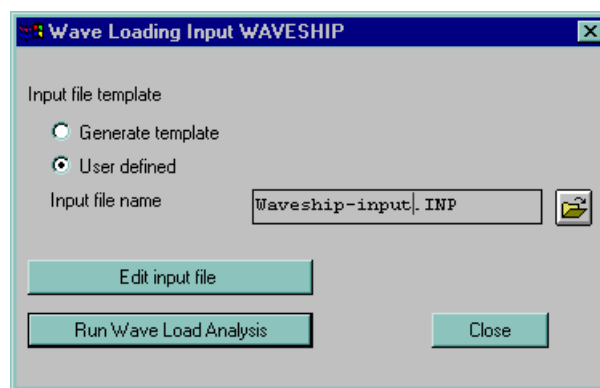 Wave Loading Input WAVESHIP
Input file template
Generate template
User defined
Input file name Waveship-input.INP
Edit input file
Run Wave Load Analysis Close